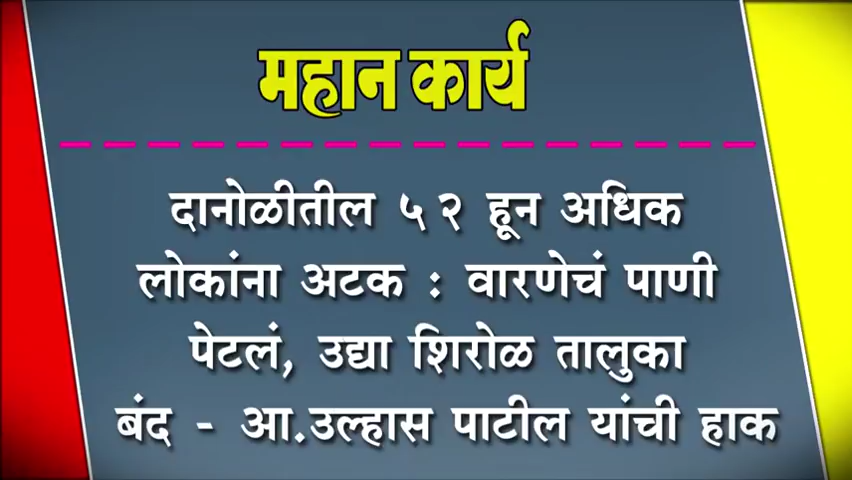 महान कार्य
दानोळीतील ५२ हून अधिक
लोकांना अटक : वारणेचं पाणी
पेटलं, उद्या शिरोळ तालुका
बंद - आ.उल्हास पाटील यांची हाक